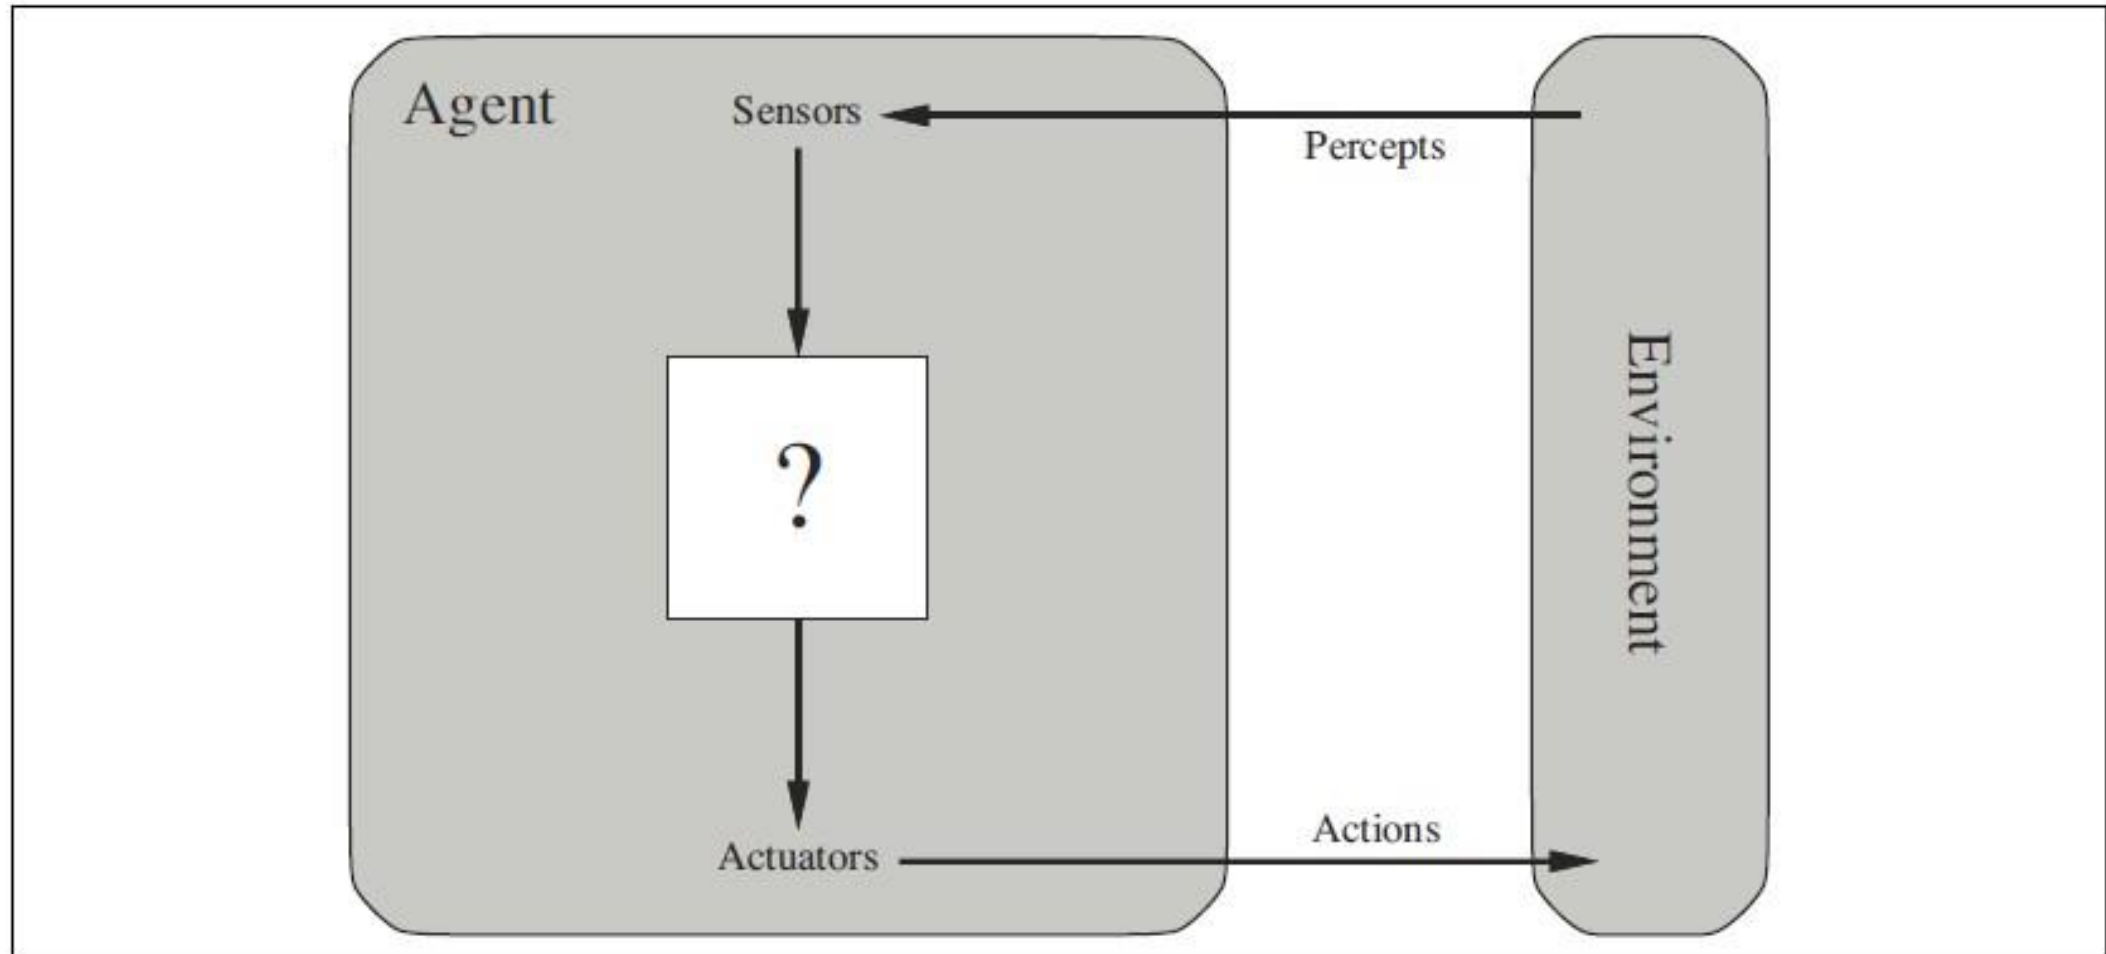 Agent
Sensors
Percepts
?
Environment
Actions
Actuators